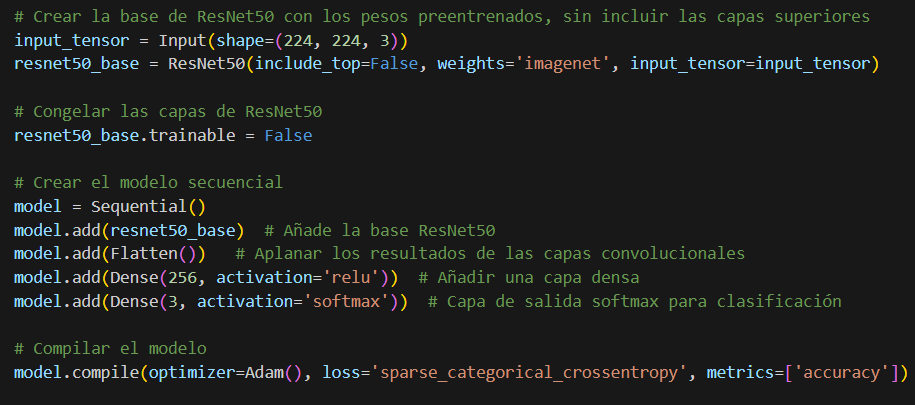 # Crear la base de ResNet50 con los pesos preentrenados, sin incluir las capas superiores
input_tensor = Input(shape=(224, 224, 3))
resnet50_base = ResNet50(include_top=False, weights='imagenet', input_tensor=input_tensor)
# Congelar las capas de ResNet50
resnet50_base.trainable = False
# Crear el modelo secuencial
model = Sequential()
model.add(resnet50_base)  # Añade la base ResNet50
model.add(Flatten())   # Aplanar los resultados de las capas convolucionales
model.add(Dense(256, activation='relu'))  # Añadir una capa densa
model.add(Dense(3, activation='softmax'))  # Capa de salida softmax para clasificación
# Compilar el modelo
model.compile(optimizer=Adam(), loss='sparse_categorical_crossentropy', metrics=['accuracy'])